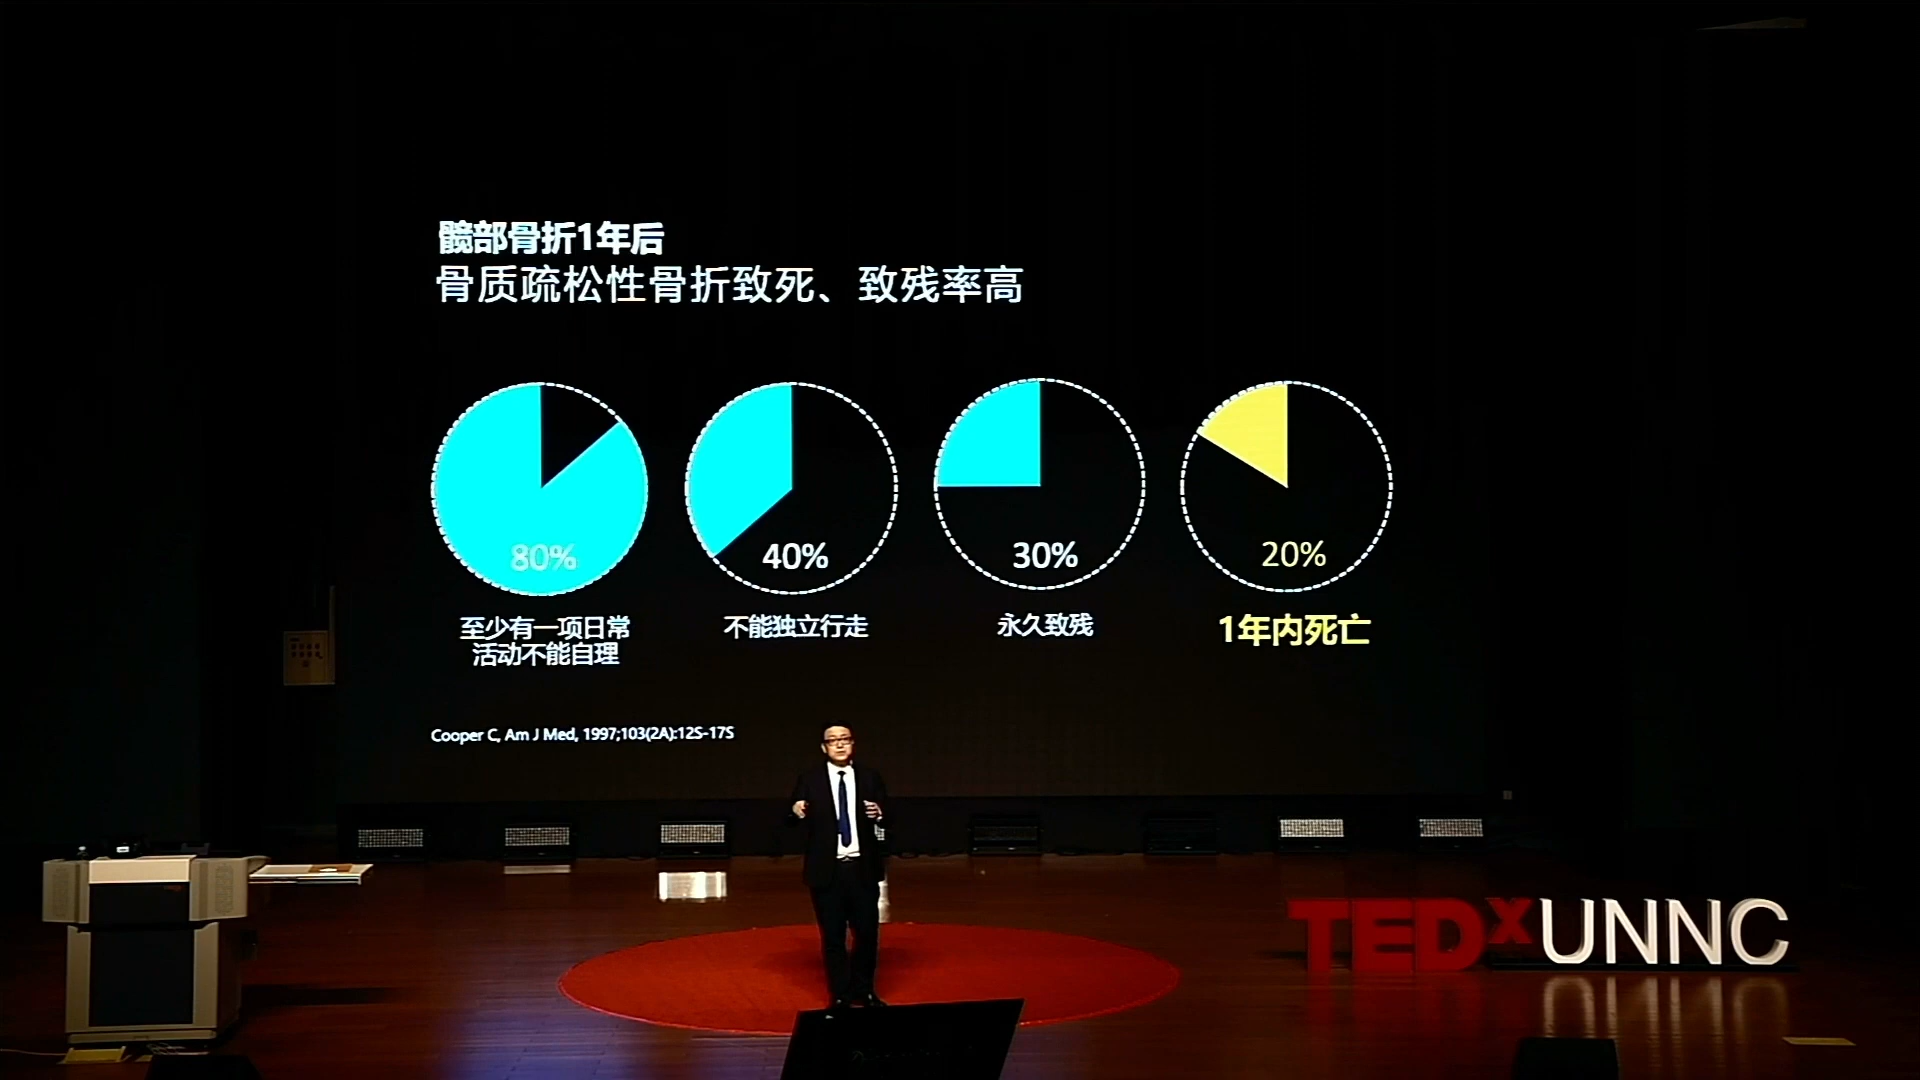 髋部骨折1年后
骨质疏松性骨折致死、致残率高
80%
40%
30%
20%
至少有一项日常
活动不能自理
不能独立行走
永久致残
1年内死亡
Cooper C, Am J Med, 1997;103(2A):12S-17S
TEDxUNNC